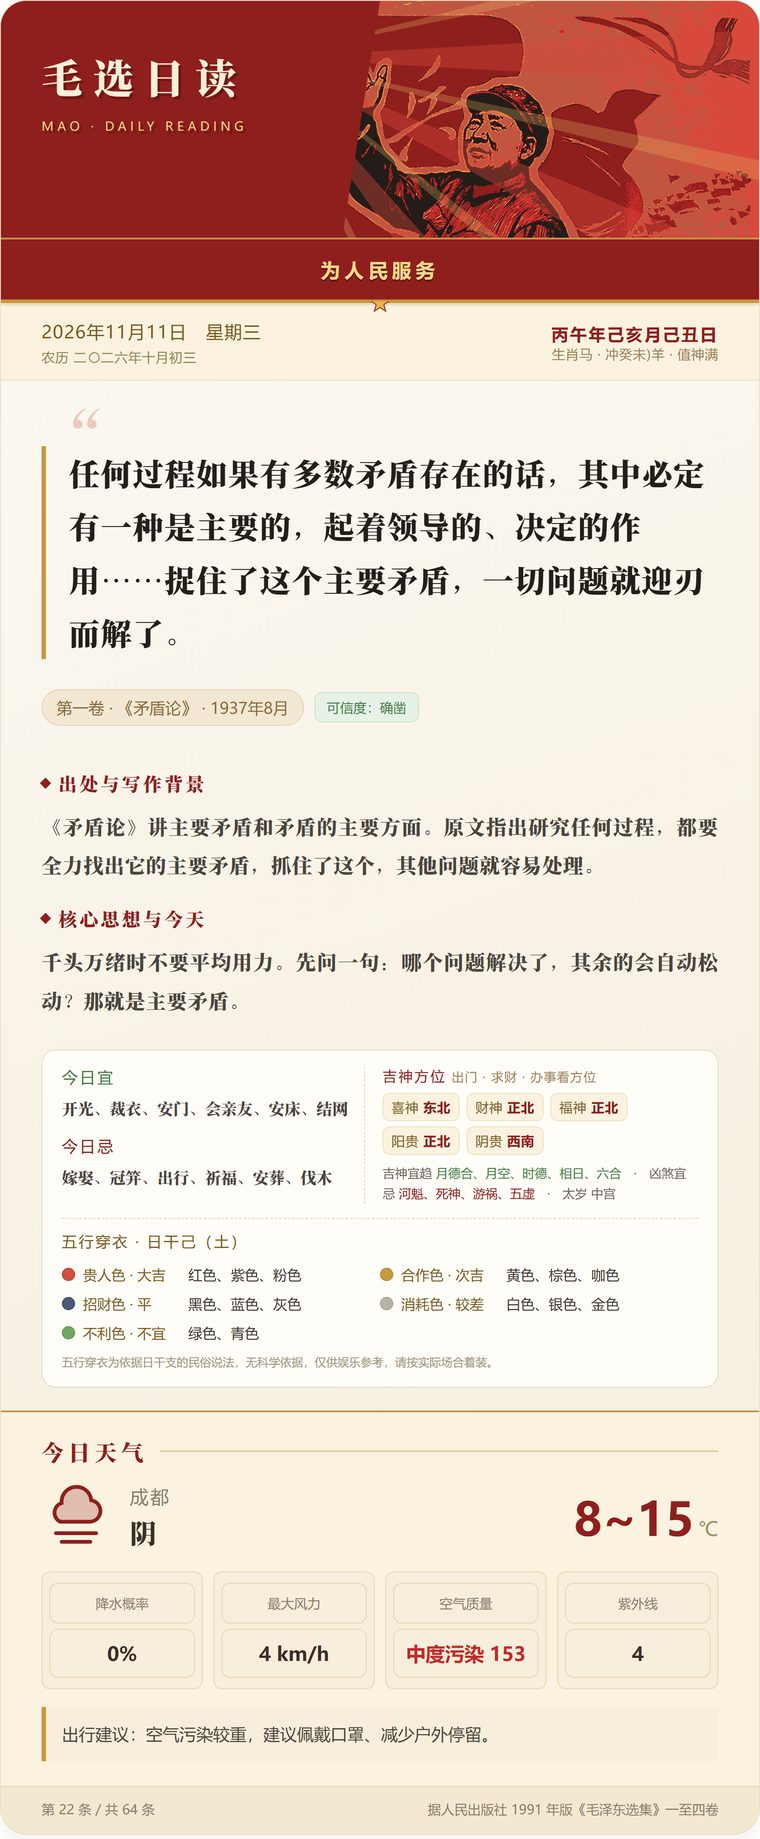 毛选日读
MAO · DAILY READING
为人民服务
2026年11月11日 星期三
农历 二〇二六年十月初三
丙午年己亥月己丑日
生肖马 · 冲癸未)羊 · 值神满
“
任何过程如果有多数矛盾存在的话，其中必定
有一种是主要的，起着领导的、决定的作
用……捉住了这个主要矛盾，一切问题就迎刃
而解了。
第一卷 ·《矛盾论》 · 1937年8月
可信度：确凿
出处与写作背景
《矛盾论》讲主要矛盾和矛盾的主要方面。原文指出研究任何过程，都要
全力找出它的主要矛盾，抓住了这个，其他问题就容易处理。
核心思想与今天
千头万绪时不要平均用力。先问一句：哪个问题解决了，其余的会自动松
动？那就是主要矛盾。
今日宜
开光、裁衣、安门、会亲友、安床、结网
今日忌
嫁娶、冠笄、出行、祈福、安葬、伐木
吉神方位 出门 · 求财 · 办事看方位
喜神 东北 财神 正北 福神 正北
阳贵 正北 阴贵 西南
吉神宜趋 月德合、月空、时德、相日、六合 · 凶煞宜
忌 河魁、死神、游祸、五虚 · 太岁 中宫
五行穿衣 · 日干己（土）
贵人色 · 大吉 红色、紫色、粉色
合作色 · 次吉 黄色、棕色、咖色
招财色 · 平 黑色、蓝色、灰色
消耗色 · 较差 白色、银色、金色
不利色 · 不宜 绿色、青色
五行穿衣为依据日干支的民俗说法，无科学依据，仅供娱乐参考，请按实际场合着装。
今日天气
成都
阴
8~15 ℃
降水概率
0%
最大风力
4 km/h
空气质量
中度污染 153
紫外线
4
出行建议：空气污染较重，建议佩戴口罩、减少户外停留。
第 22 条 / 共 64 条
据人民出版社 1991 年版《毛泽东选集》一至四卷